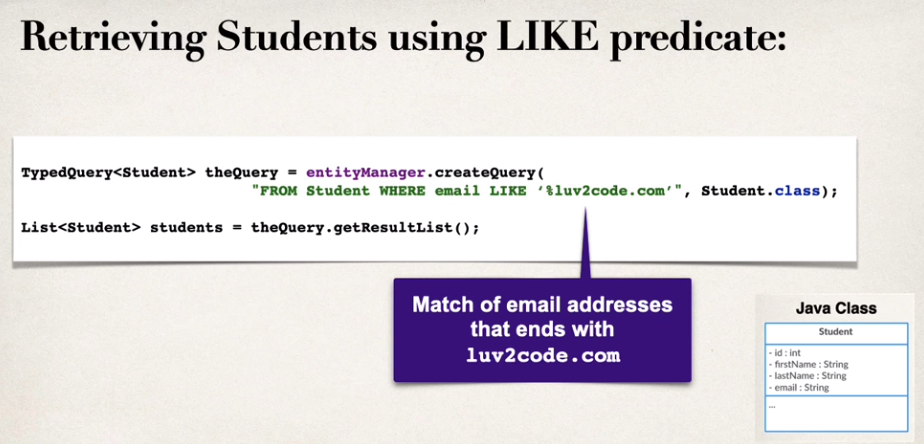 Retrieving Students using LIKE predicate:
TypedQuery<Student> theQuery = entityManager.createQuery(
"FROM Student WHERE email LIKE ‘%luv2code.com’", Student.class);
List<Student> students = theQuery.getResultList();
Match of email addresses
that ends with
luv2code.com
Java Class
Student
- id : int
- firstName : String
- lastName : String
- email : String
...